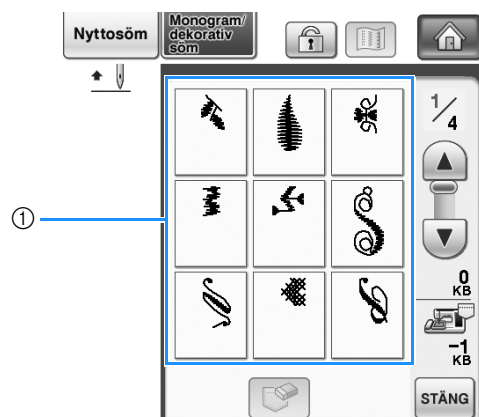 Nyttosöm
Monogram/
dekorativ
söm
1/4
①
0
KB
-1
KB
STÄNG